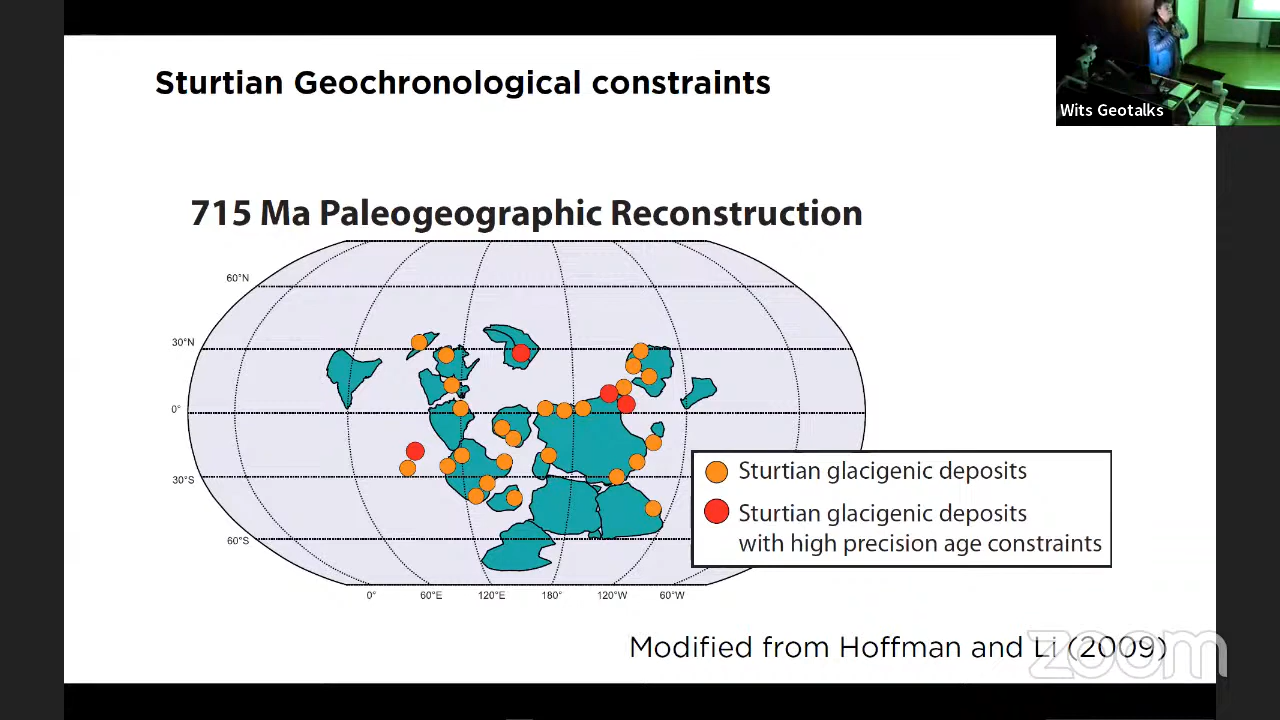 Sturtian Geochronological constraints
Wits Geotalks
715 Ma Paleogeographic Reconstruction
60°N
30°N
0°
30°S
60°S
0° 60°E 120°E 180° 120°W 60°W
Sturtian glacigenic deposits
Sturtian glacigenic deposits
with high precision age constraints
Modified from Hoffman and Li (2009)
zoom